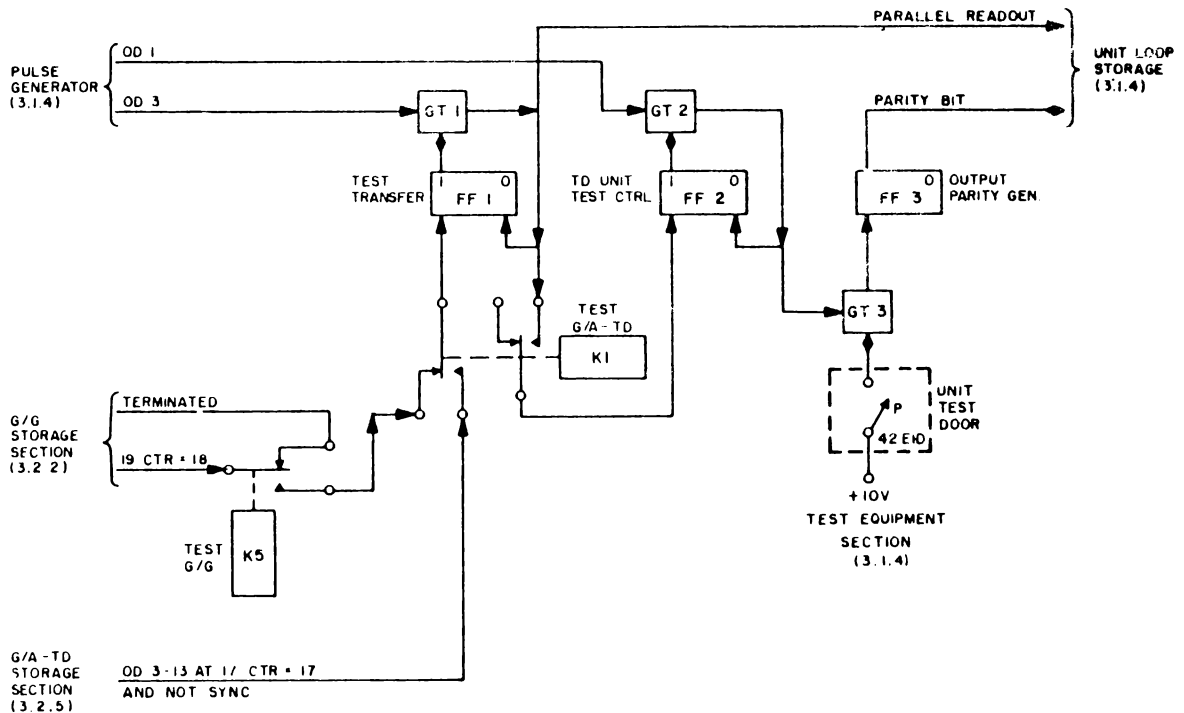 PARALLEL READOUT
UNIT LOOP
STORAGE
(3.1.4)
PARITY BIT
PULSE
GENERATOR
(3.1.4)
OD 1
OD 3
GT 1
GT 2
TEST
TRANSFER
1 0
FF 1
TD UNIT
TEST CTRL
1 0
FF 2
0
FF 3
OUTPUT
PARITY GEN.
GT 3
TEST
G/A-TD
K1
UNIT
TEST
DOOR
P
42 E1D
+10V
TEST EQUIPMENT
SECTION
(3.1.4)
G/G
STORAGE
SECTION
(3.2 2)
TERMINATED
19 CTR = 18
TEST
G/G
K5
G/A-TD
STORAGE
SECTION
(3.2.5)
OD 3-13 AT 1/ CTR = 17
AND NOT SYNC